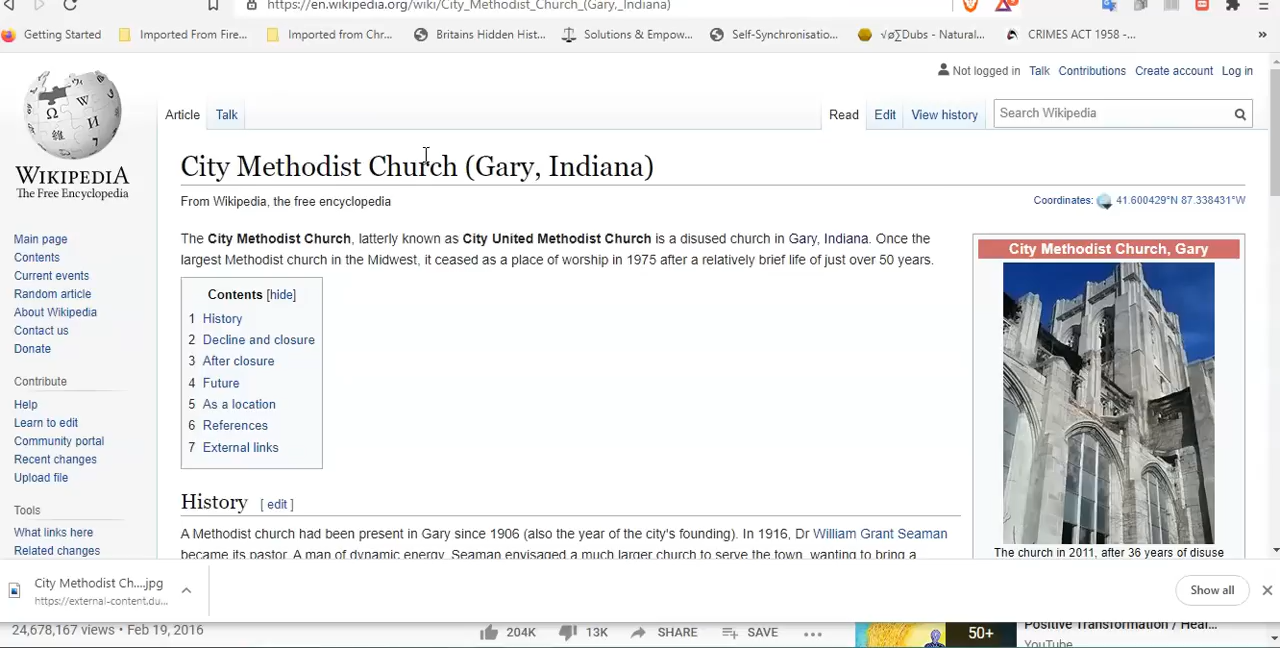 https://en.wikipedia.org/wiki/City_Methodist_Church_(Gary,_Indiana)
Getting Started Imported From Fire... Imported from Chr... Britains Hidden Hist... Solutions & Empow... Self-Synchronisatio... √ø∑Dubs - Natural... CRIMES ACT 1958 -... »
Not logged in Talk Contributions Create account Log in
Article Talk Read Edit View history Search Wikipedia
WIKIPEDIA
The Free Encyclopedia
City Methodist Church (Gary, Indiana)
From Wikipedia, the free encyclopedia
Coordinates: 41.600429°N 87.338431°W
The City Methodist Church, latterly known as City United Methodist Church is a disused church in Gary, Indiana. Once the
largest Methodist church in the Midwest, it ceased as a place of worship in 1975 after a relatively brief life of just over 50 years.
Main page
Contents
Current events
Random article
About Wikipedia
Contact us
Donate
Contribute
Help
Learn to edit
Community portal
Recent changes
Upload file
Tools
What links here
Related changes
Contents [hide]
1 History
2 Decline and closure
3 After closure
4 Future
5 As a location
6 References
7 External links
City Methodist Church, Gary
The church in 2011, after 36 years of disuse
History [ edit ]
A Methodist church had been present in Gary since 1906 (also the year of the city's founding). In 1916, Dr William Grant Seaman
became its pastor. A man of dynamic energy, Seaman envisaged a much larger church to serve the town, wanting to bring a
City Methodist Ch....jpg
https://external-content.du...
Show all
24,678,167 views • Feb 19, 2016
204K 13K SHARE SAVE
50+
Positive Transformation / Heal...
YouTube